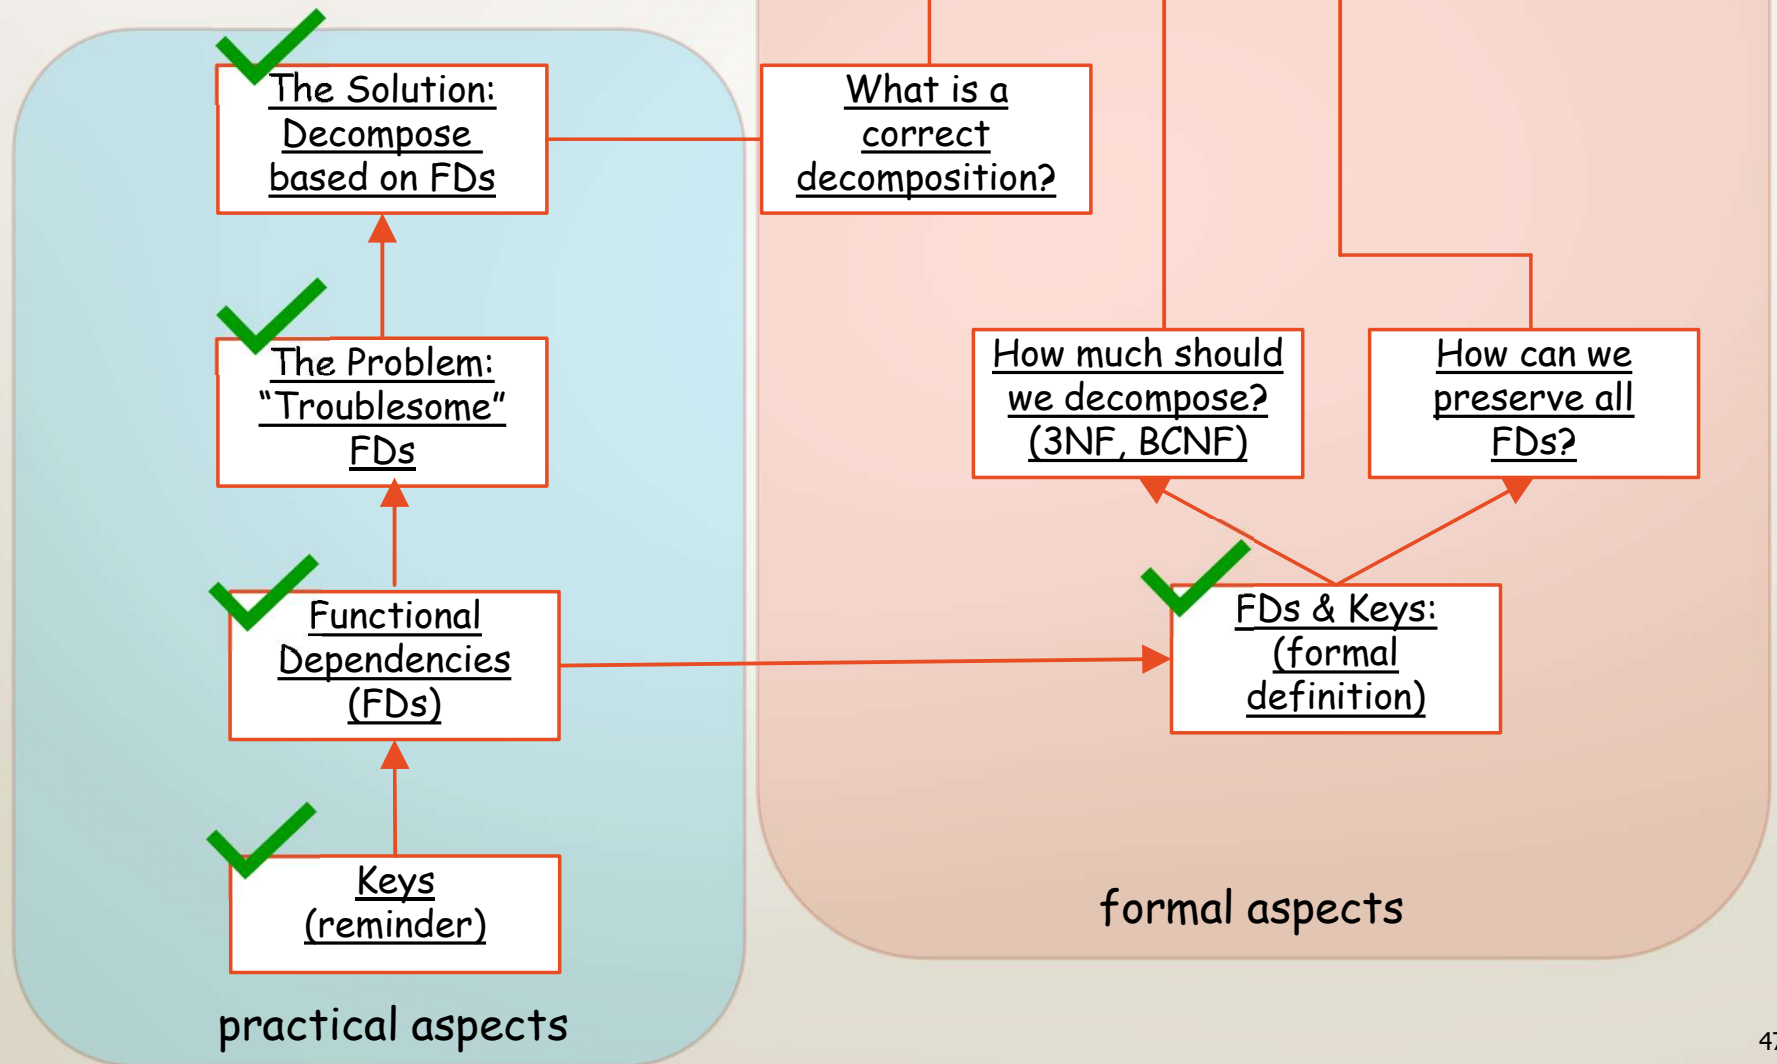 The Solution:
Decompose
based on FDs
What is a
correct
decomposition?
The Problem:
"Troublesome"
FDs
How much should
we decompose?
(3NF, BCNF)
How can we
preserve all
FDs?
Functional
Dependencies
(FDs)
FDs & Keys:
(formal
definition)
Keys
(reminder)
formal aspects
practical aspects
47